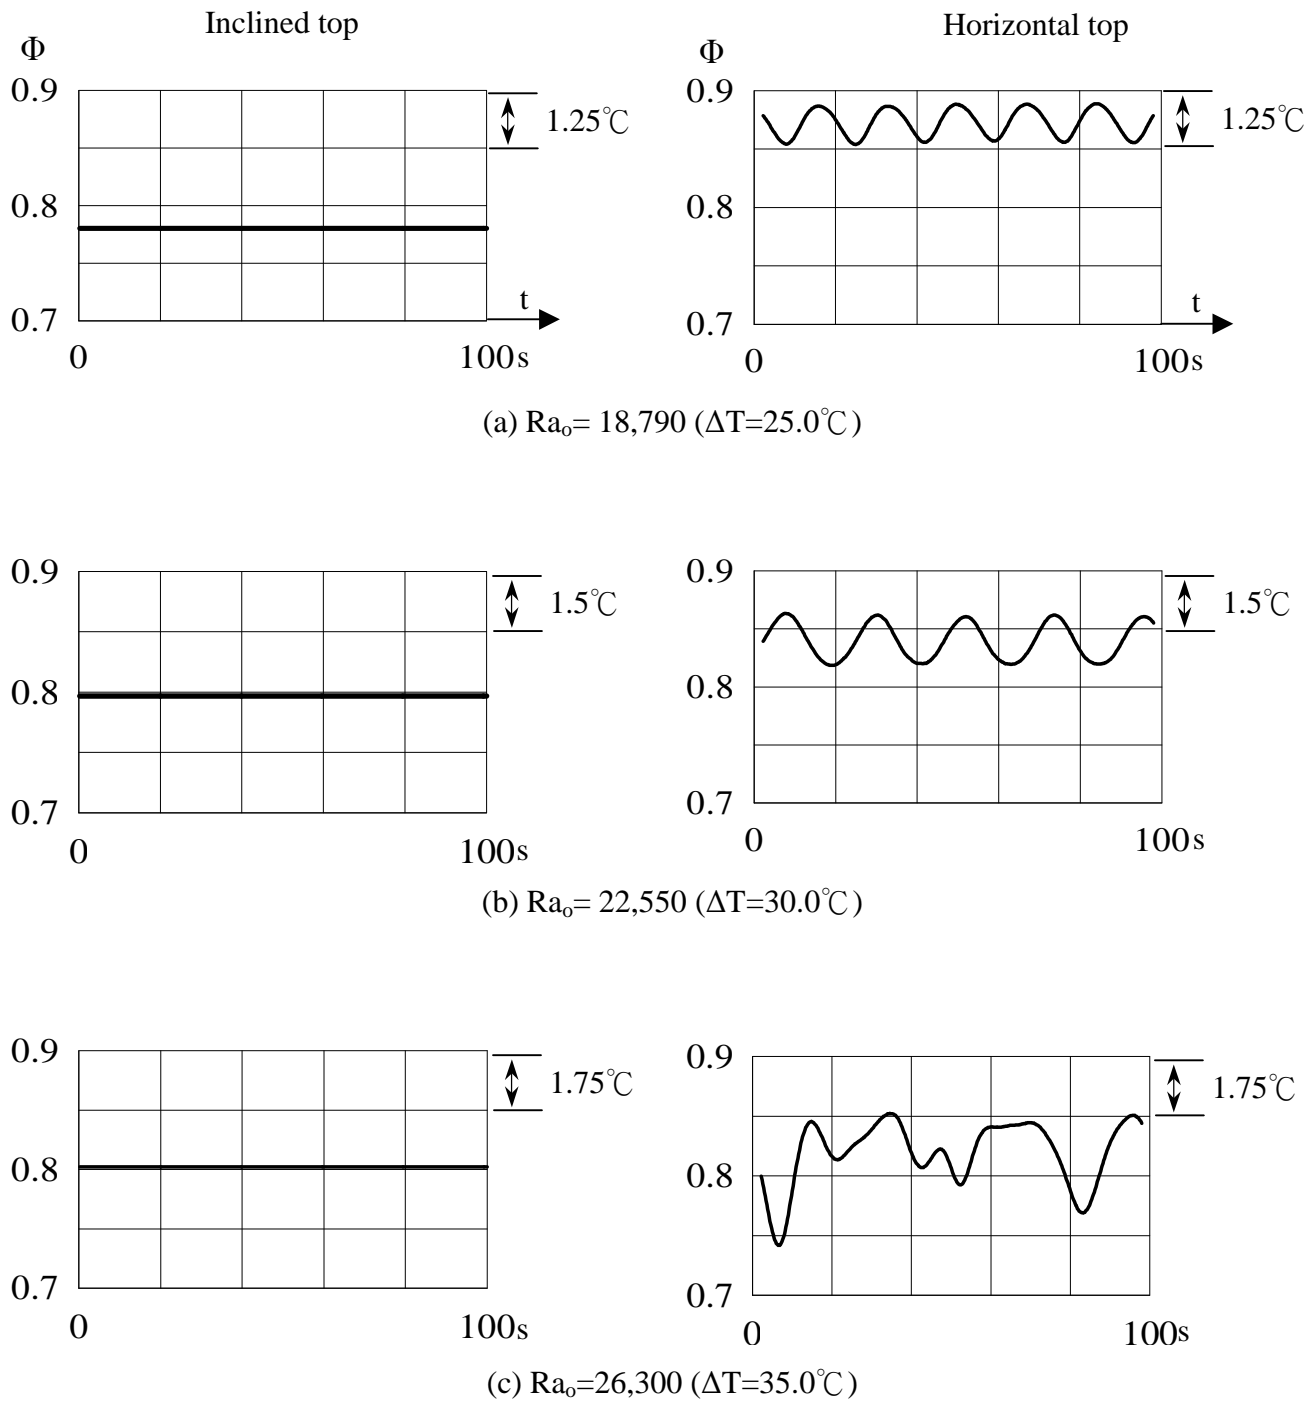 Inclined top
Horizontal top
Φ
Φ
0.9
0.8
0.7
0
100s
t
1.25℃
0.9
0.8
0.7
0
100s
t
1.25℃
(a) Raₒ= 18,790 (ΔT=25.0℃)
0.9
0.8
0.7
0
100s
1.5℃
0.9
0.8
0.7
0
100s
1.5℃
(b) Raₒ= 22,550 (ΔT=30.0℃)
0.9
0.8
0.7
0
100s
1.75℃
0.9
0.8
0.7
0
100s
1.75℃
(c) Raₒ=26,300 (ΔT=35.0℃)